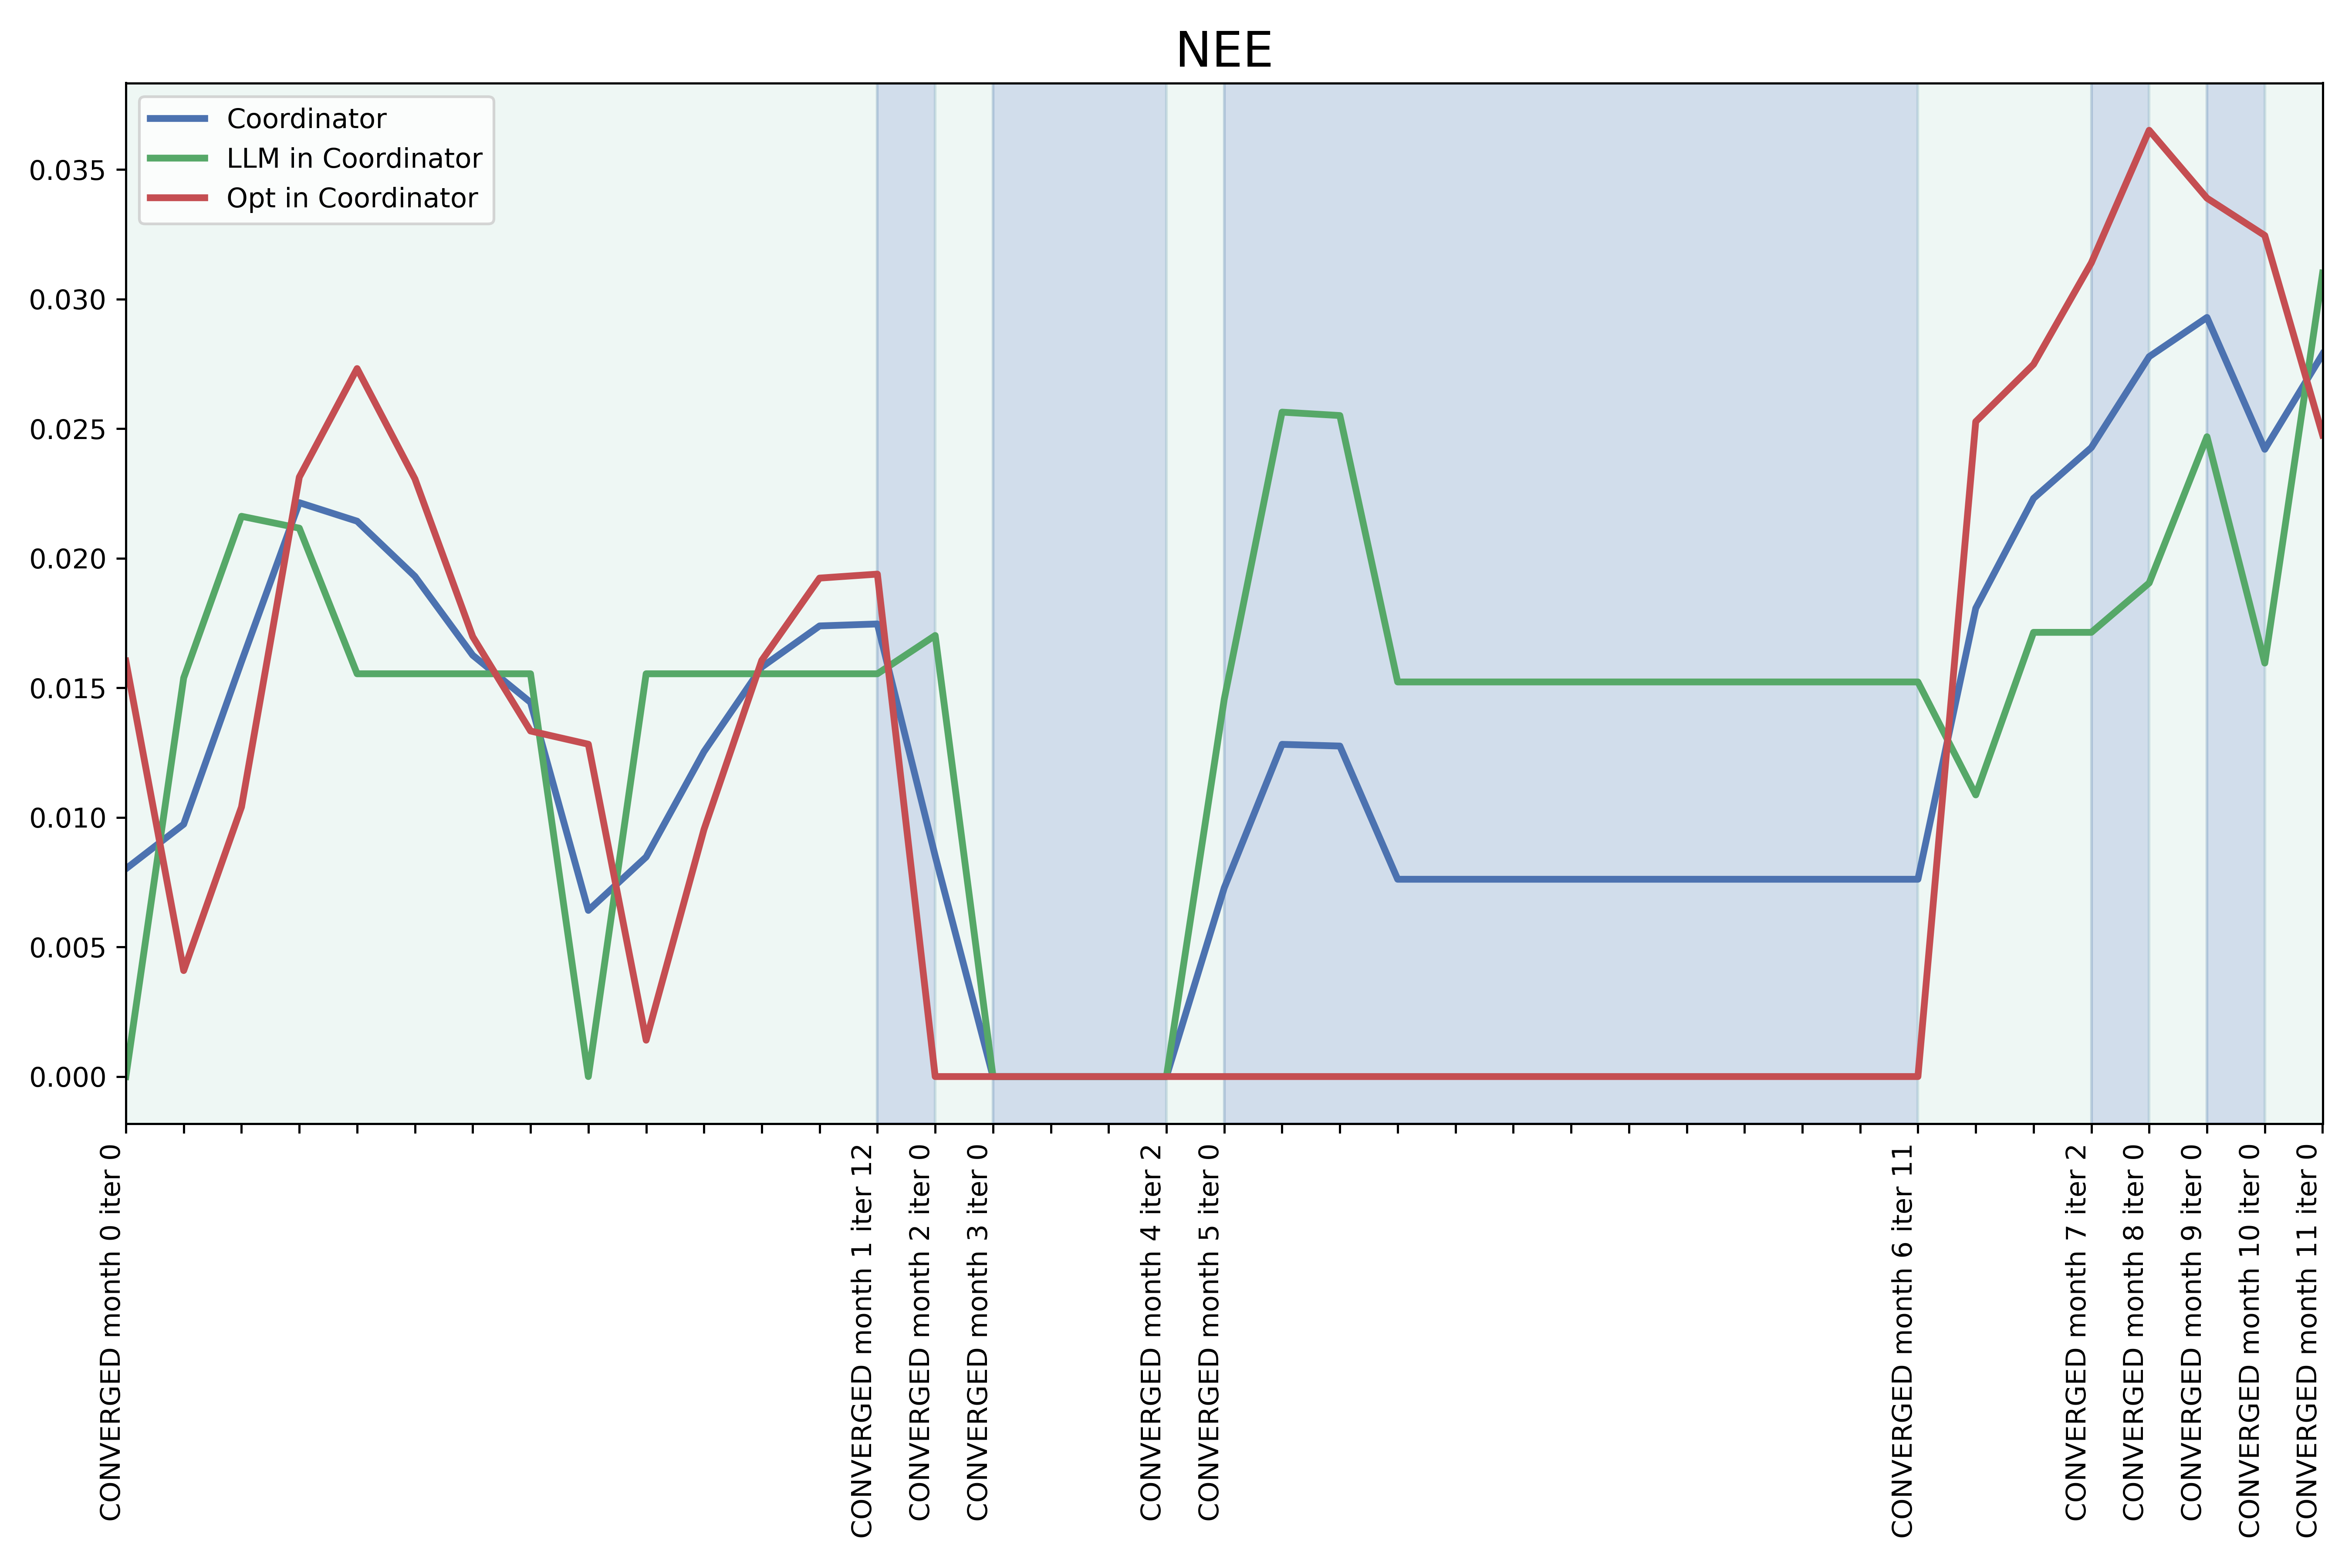 NEE
Coordinator
LLM in Coordinator
Opt in Coordinator
0.035
0.030
0.025
0.020
0.015
0.010
0.005
0.000
CONVERGED month 0 iter 0
CONVERGED month 1 iter 12
CONVERGED month 2 iter 0
CONVERGED month 3 iter 0
CONVERGED month 4 iter 2
CONVERGED month 5 iter 0
CONVERGED month 6 iter 11
CONVERGED month 7 iter 2
CONVERGED month 8 iter 0
CONVERGED month 9 iter 0
CONVERGED month 10 iter 0
CONVERGED month 11 iter 0